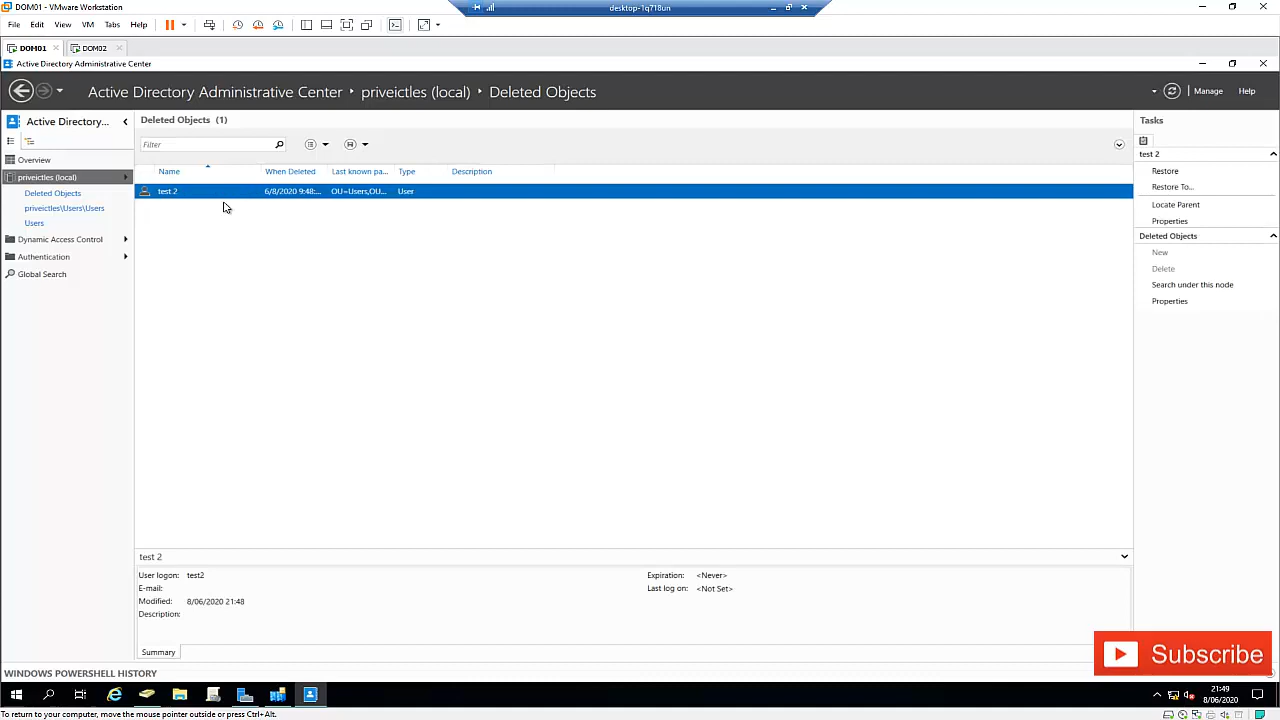 DOM01 - VMware Workstation
desktop-1q718un
File Edit View VM Tabs Help
DOM01 DOM02
Active Directory Administrative Center
Active Directory Administrative Center • priveictles (local) • Deleted Objects
Manage Help
Active Directory...
Overview
priveictles (local)
Deleted Objects
priveictles\Users\Users
Users
Dynamic Access Control
Authentication
Global Search
Deleted Objects (1)
Filter
Name When Deleted Last known pa... Type Description
test 2 6/8/2020 9:48:... OU=Users,OU... User
test 2
User logon: test2
E-mail:
Modified: 8/06/2020 21:48
Description:
Expiration: <Never>
Last log on: <Not Set>
Summary
Tasks
test 2
Restore
Restore To...
Locate Parent
Properties
Deleted Objects
New
Delete
Search under this node
Properties
Subscribe
WINDOWS POWERSHELL HISTORY
21:49
8/06/2020
To return to your computer, move the mouse pointer outside or press Ctrl+Alt.